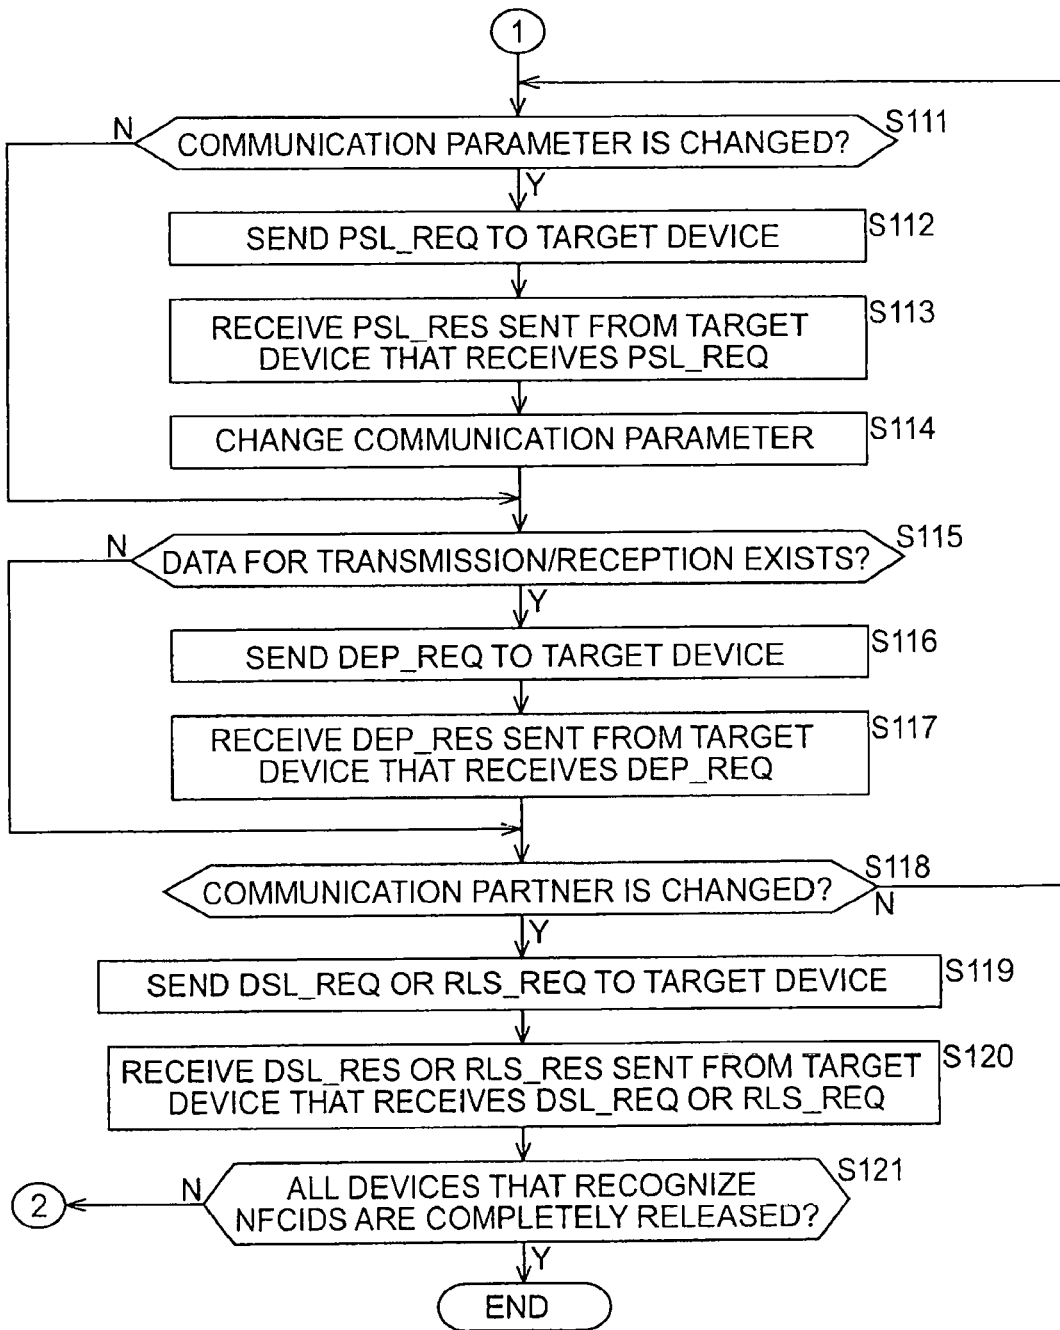 1
N
COMMUNICATION PARAMETER IS CHANGED?
S111
Y
SEND PSL_REQ TO TARGET DEVICE
S112
RECEIVE PSL_RES SENT FROM TARGET
DEVICE THAT RECEIVES PSL_REQ
S113
CHANGE COMMUNICATION PARAMETER
S114
N
DATA FOR TRANSMISSION/RECEPTION EXISTS?
S115
Y
SEND DEP_REQ TO TARGET DEVICE
S116
RECEIVE DEP_RES SENT FROM TARGET
DEVICE THAT RECEIVES DEP_REQ
S117
COMMUNICATION PARTNER IS CHANGED?
S118
N
Y
SEND DSL_REQ OR RLS_REQ TO TARGET DEVICE
S119
RECEIVE DSL_RES OR RLS_RES SENT FROM TARGET
DEVICE THAT RECEIVES DSL_REQ OR RLS_REQ
S120
2
N
ALL DEVICES THAT RECOGNIZE
NFCIDS ARE COMPLETELY RELEASED?
S121
Y
END